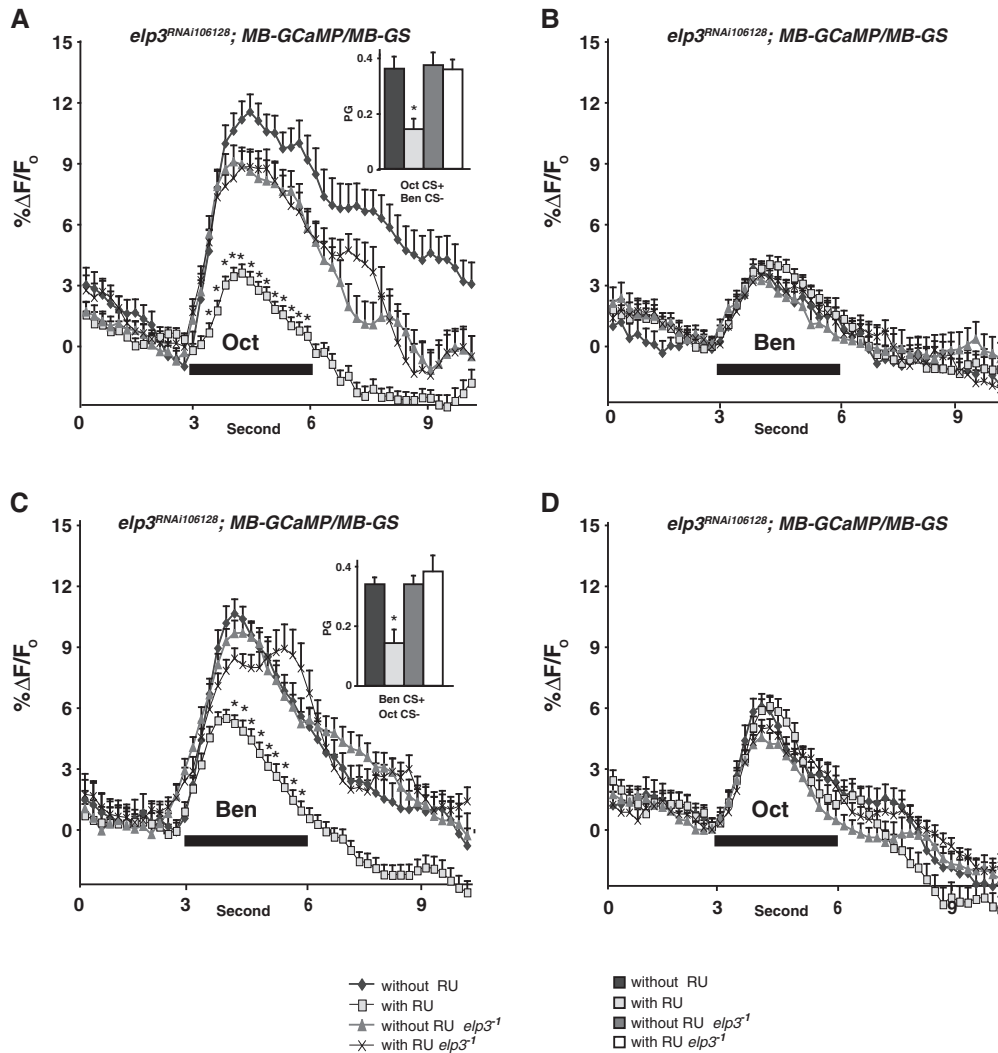 A
elp3RNAi106128; MB-GCaMP/MB-GS
15
12
9
6
3
0
%ΔF/Fo
* * * * * * * * * * * * *
Oct
0 3 6 9
Second
0.4
0.2
0
PG
*
Oct CS+
Ben CS-
B
elp3RNAi106128; MB-GCaMP/MB-GS
15
12
9
6
3
0
%ΔF/Fo
Ben
0 3 6 9
Second
C
elp3RNAi106128; MB-GCaMP/MB-GS
15
12
9
6
3
0
%ΔF/Fo
* * * * * * * *
Ben
0 3 6 9
Second
0.4
0.2
0
PG
*
Ben CS+
Oct CS-
D
elp3RNAi106128; MB-GCaMP/MB-GS
15
12
9
6
3
0
%ΔF/Fo
Oct
0 3 6 9
Second
without RU
with RU
without RU elp3-1
with RU elp3-1
without RU
with RU
without RU elp3-1
with RU elp3-1